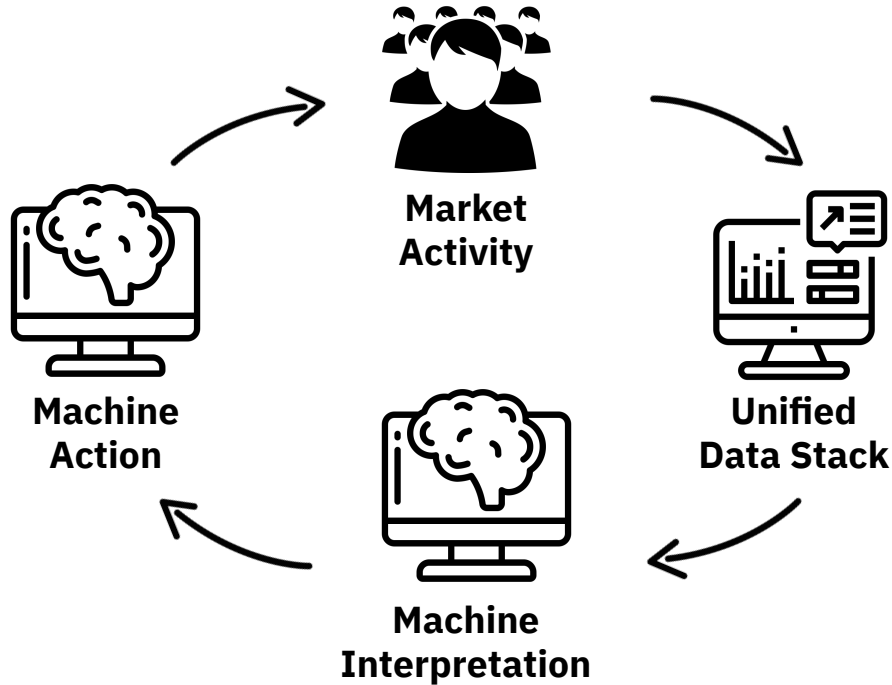 Market
Activity
Unified
Data Stack
Machine
Interpretation
Machine
Action